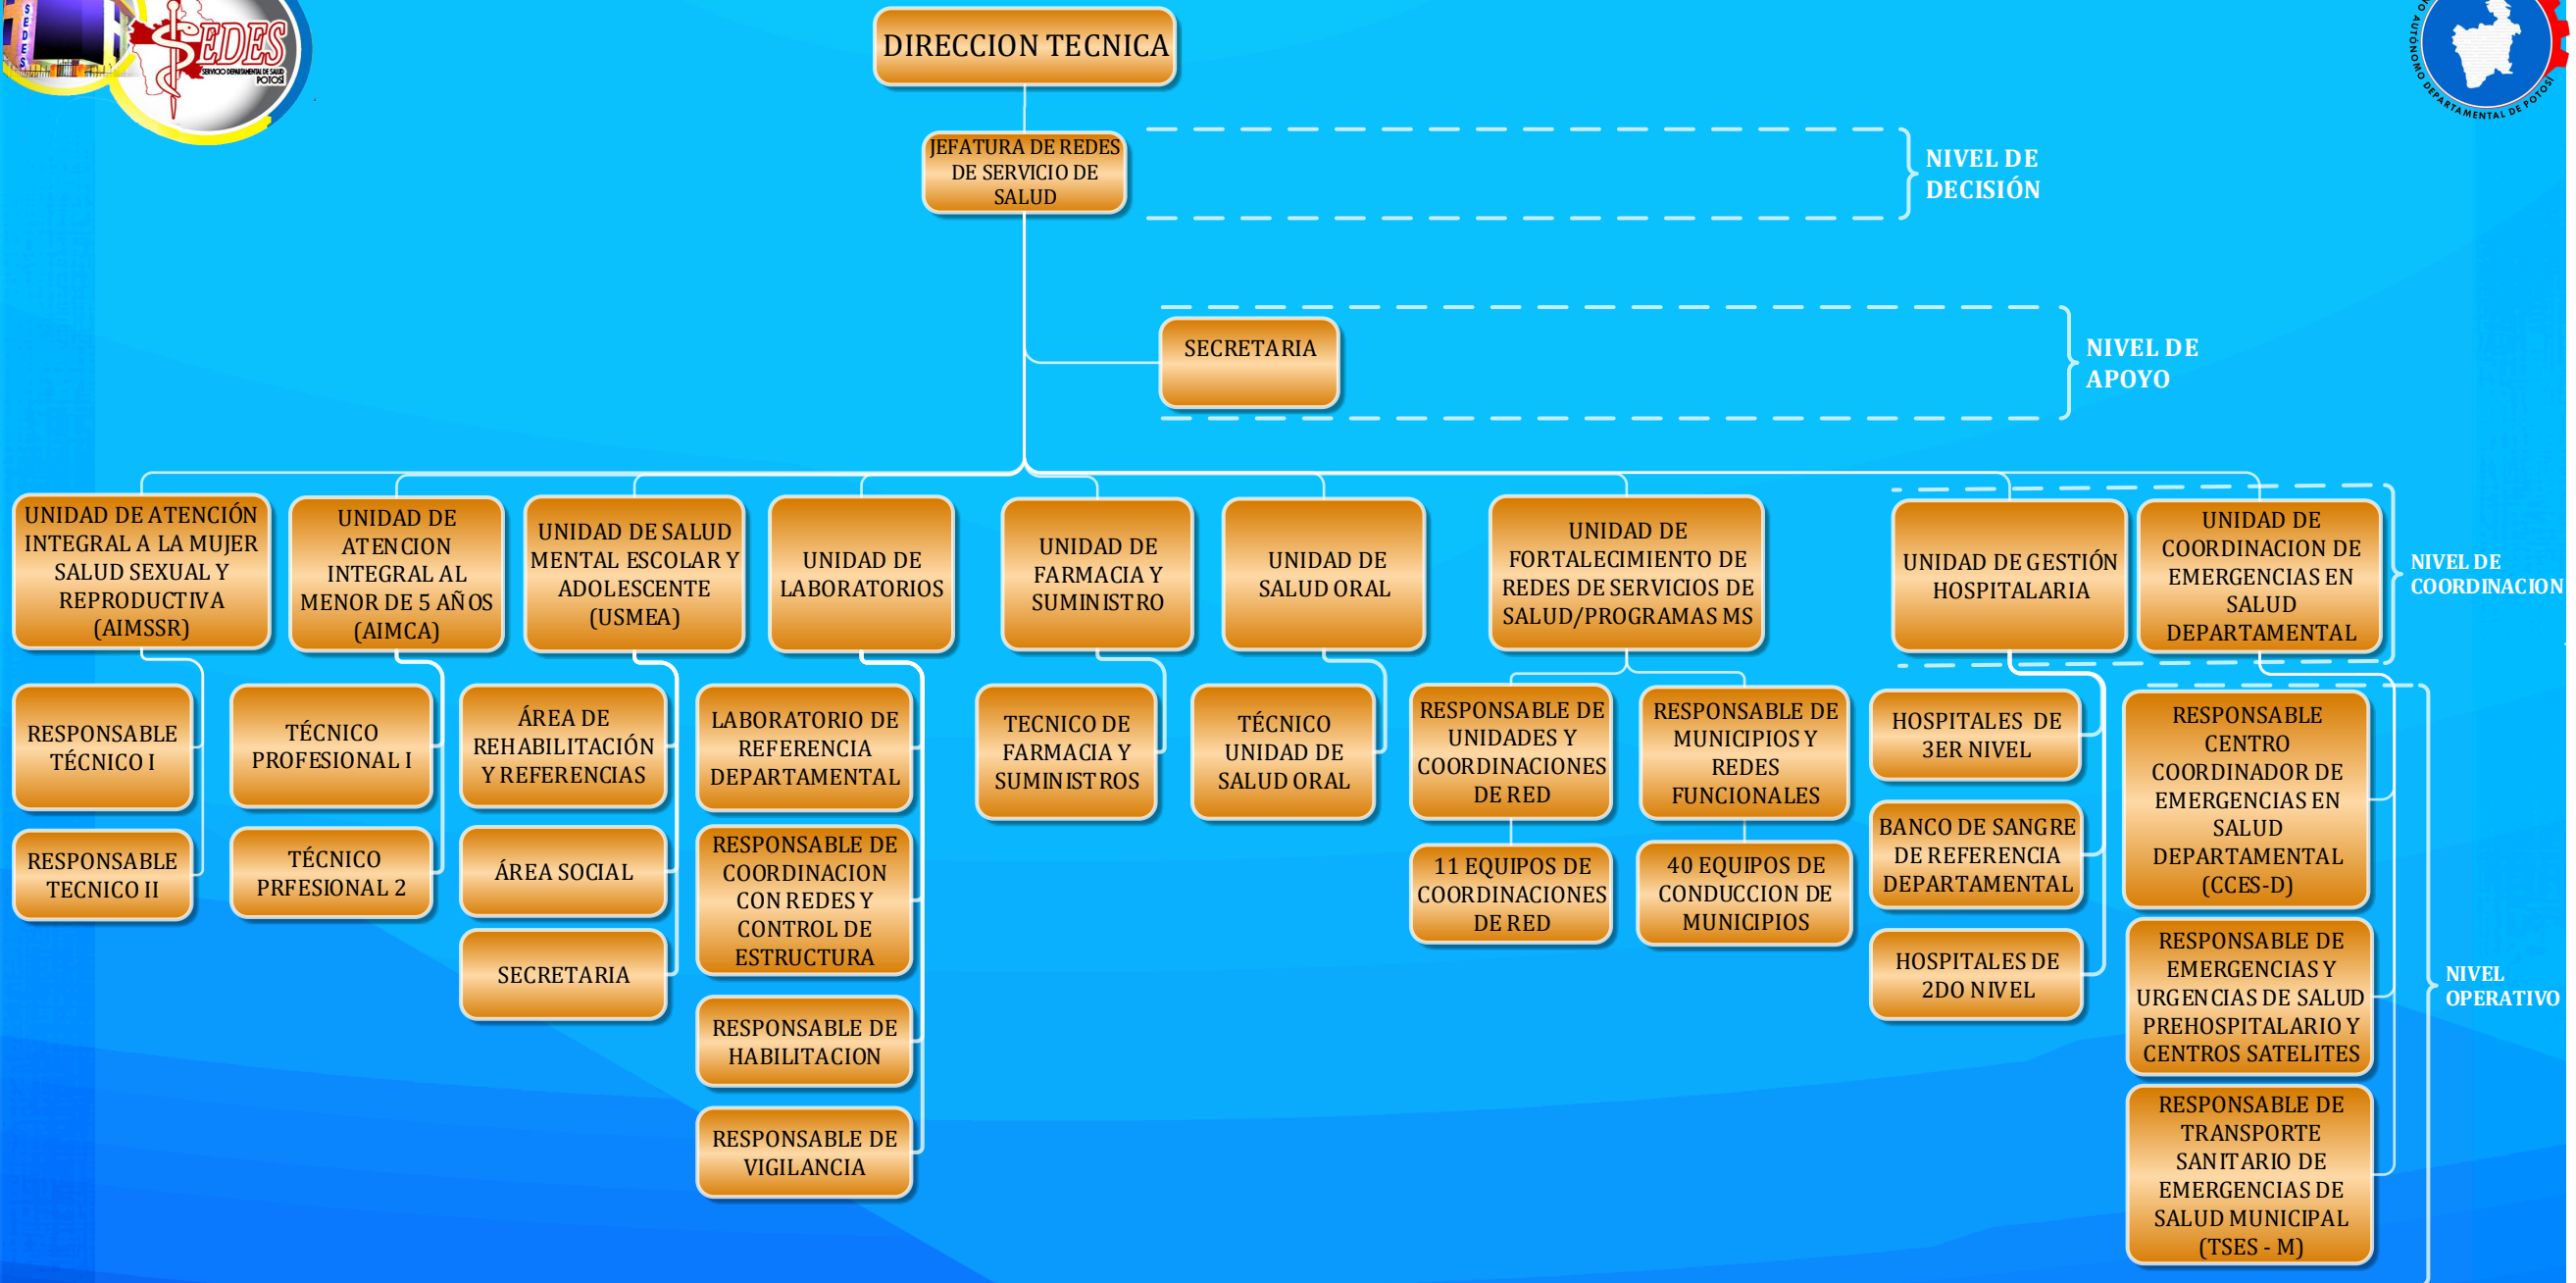 SEDES
SEDES
SERVICIO DEPARTAMENTAL DE SALUD
POTOSÍ
DIRECCION TECNICA
AUTÓNOMO DEPARTAMENTAL DE POTOSÍ
JEFATURA DE REDES
DE SERVICIO DE
SALUD
NIVEL DE
DECISIÓN
SECRETARIA
NIVEL DE
APOYO
UNIDAD DE ATENCIÓN
INTEGRAL A LA MUJER
SALUD SEXUAL Y
REPRODUCTIVA
(AIMSSR)
UNIDAD DE
ATENCION
INTEGRAL AL
MENOR DE 5 AÑOS
(AIMCA)
UNIDAD DE SALUD
MENTAL ESCOLAR Y
ADOLESCENTE
(USMEA)
UNIDAD DE
LABORATORIOS
UNIDAD DE
FARMACIA Y
SUMINISTRO
UNIDAD DE
SALUD ORAL
UNIDAD DE
FORTALECIMIENTO DE
REDES DE SERVICIOS DE
SALUD/PROGRAMAS MS
UNIDAD DE GESTIÓN
HOSPITALARIA
UNIDAD DE
COORDINACION DE
EMERGENCIAS EN
SALUD
DEPARTAMENTAL
NIVEL DE
COORDINACION
RESPONSABLE
TÉCNICO I
RESPONSABLE
TECNICO II
TÉCNICO
PROFESIONAL I
TÉCNICO
PRFESIONAL 2
ÁREA DE
REHABILITACIÓN
Y REFERENCIAS
ÁREA SOCIAL
SECRETARIA
LABORATORIO DE
REFERENCIA
DEPARTAMENTAL
RESPONSABLE DE
COORDINACION
CON REDES Y
CONTROL DE
ESTRUCTURA
RESPONSABLE DE
HABILITACION
RESPONSABLE DE
VIGILANCIA
TECNICO DE
FARMACIA Y
SUMINISTROS
TÉCNICO
UNIDAD DE
SALUD ORAL
RESPONSABLE DE
UNIDADES Y
COORDINACIONES
DE RED
11 EQUIPOS DE
COORDINACIONES
DE RED
RESPONSABLE DE
MUNICIPIOS Y
REDES
FUNCIONALES
40 EQUIPOS DE
CONDUCCION DE
MUNICIPIOS
HOSPITALES DE
3ER NIVEL
BANCO DE SANGRE
DE REFERENCIA
DEPARTAMENTAL
HOSPITALES DE
2DO NIVEL
RESPONSABLE
CENTRO
COORDINADOR DE
EMERGENCIAS EN
SALUD
DEPARTAMENTAL
(CCES-D)
RESPONSABLE DE
EMERGENCIAS Y
URGENCIAS DE SALUD
PREHOSPITALARIO Y
CENTROS SATELITES
RESPONSABLE DE
TRANSPORTE
SANITARIO DE
EMERGENCIAS DE
SALUD MUNICIPAL
(TSES - M)
NIVEL
OPERATIVO